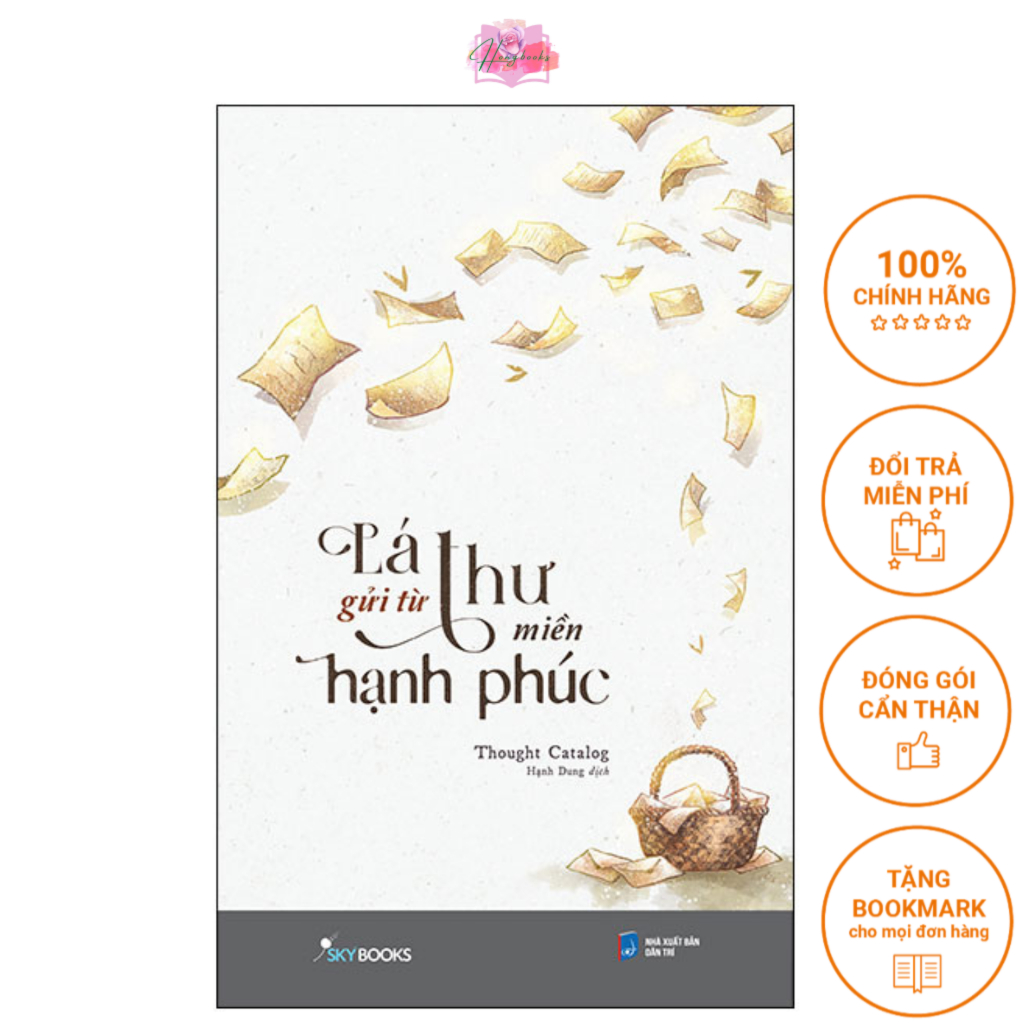 Hongbooks
Lá thư
gửi từ
miền
hạnh phúc
Thought Catalog
Hạnh Dung dịch
SKYBOOKS
NHÀ XUẤT BẢN
DÂN TRÍ
100%
CHÍNH HÃNG
ĐỔI TRẢ
MIỄN PHÍ
ĐÓNG GÓI
CẨN THẬN
TẶNG
BOOKMARK
cho mọi đơn hàng